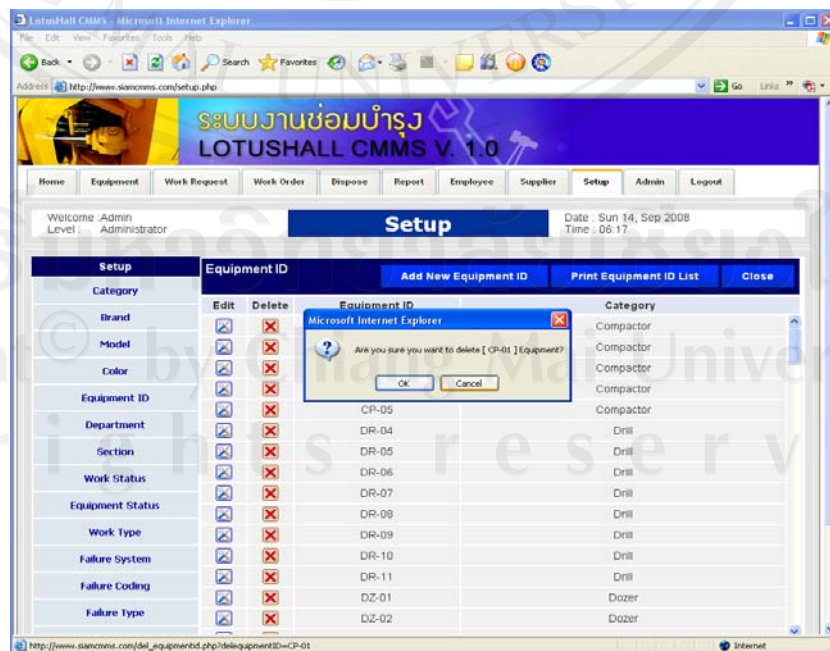 LotusHall CMMS - Microsoft Internet Explorer
File Edit View Favorites Tools Help
Back Search Favorites
Address http://www.siamcmms.com/setup.php Go Links
ระบบงานซ่อมบำรุง
LOTUSHALL CMMS V. 1.0
Home Equipment Work Request Work Order Dispose Report Employee Supplier Setup Admin Logout
Welcome :Admin
Level : Administrator
Setup
Date : Sun 14, Sep 2008
Time : 06:17
Setup
Category
Brand
Model
Color
Equipment ID
Department
Section
Work Status
Equipment Status
Work Type
Failure System
Failure Coding
Failure Type
Equipment ID Add New Equipment ID Print Equipment ID List Close
Edit Delete Equipment ID Category
Compactor
Compactor
Compactor
Compactor
CP-05 Compactor
DR-04 Drill
DR-05 Drill
DR-06 Drill
DR-07 Drill
DR-08 Drill
DR-09 Drill
DR-10 Drill
DR-11 Drill
DZ-01 Dozer
DZ-02 Dozer
Microsoft Internet Explorer
Are you sure you want to delete [ CP-01 ] Equipment?
OK Cancel
http://www.siamcmms.com/del_equipmentid.php?delequipmentID=CP-01 Internet